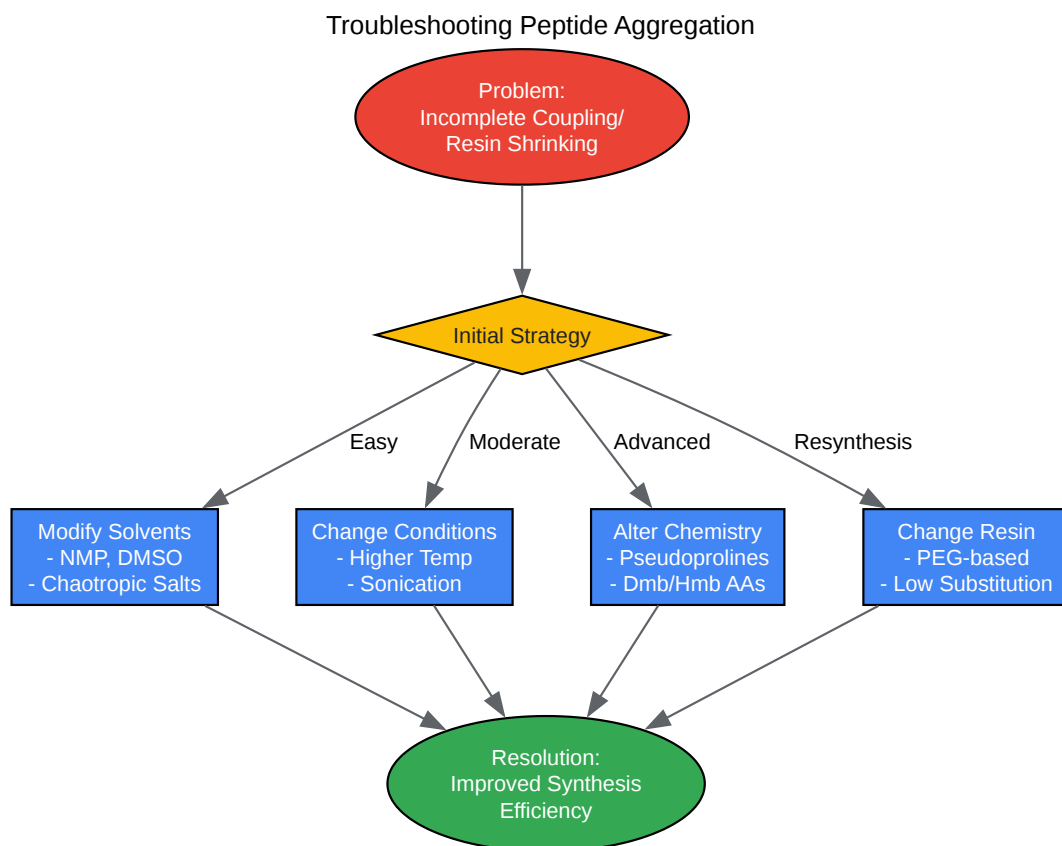 Troubleshooting Peptide Aggregation
Problem:
Incomplete Coupling/
Resin Shrinking
Initial Strategy
Easy
Moderate
Advanced
Resynthesis
Modify Solvents
- NMP, DMSO
- Chaotropic Salts
Change Conditions
- Higher Temp
- Sonication
Alter Chemistry
- Pseudoprolines
- Dmb/Hmb AAs
Change Resin
- PEG-based
- Low Substitution
Resolution:
Improved Synthesis
Efficiency